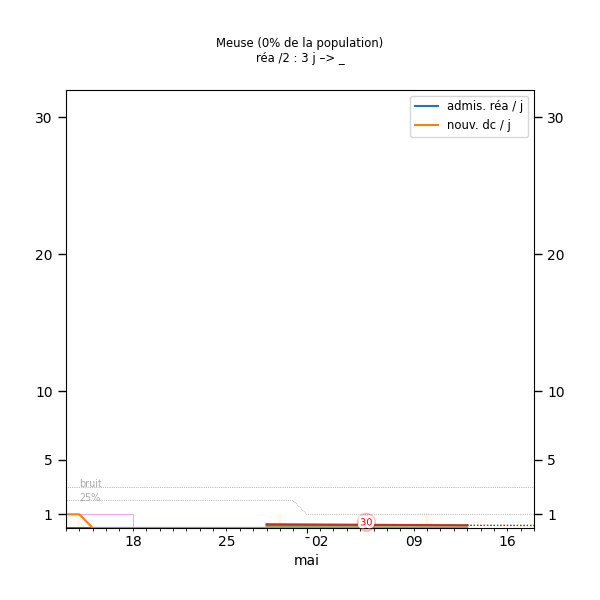 Meuse (0% de la population)
réa /2 : 3 j –> _
admis. réa / j
nouv. dc / j
30
30
20
20
10
10
5
5
bruit
25%
1
1
30
18
25
02
09
16
mai